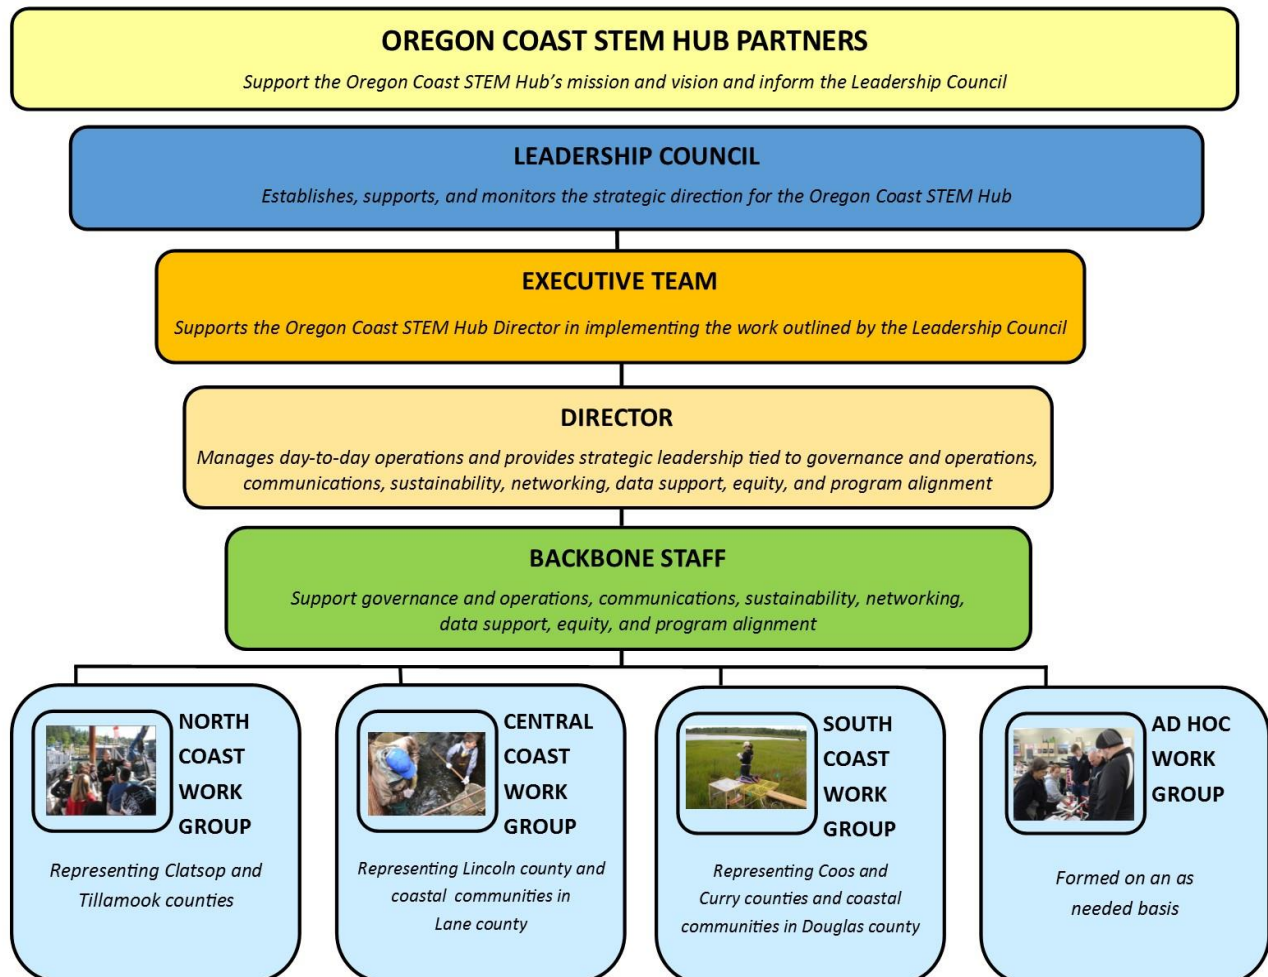 OREGON COAST STEM HUB PARTNERS
Support the Oregon Coast STEM Hub's mission and vision and inform the Leadership Council
LEADERSHIP COUNCIL
Establishes, supports, and monitors the strategic direction for the Oregon Coast STEM Hub
EXECUTIVE TEAM
Supports the Oregon Coast STEM Hub Director in implementing the work outlined by the Leadership Council
DIRECTOR
Manages day-to-day operations and provides strategic leadership tied to governance and operations,
communications, sustainability, networking, data support, equity, and program alignment
BACKBONE STAFF
Support governance and operations, communications, sustainability, networking,
data support, equity, and program alignment
NORTH
COAST
WORK
GROUP
Representing Clatsop and
Tillamook counties
CENTRAL
COAST
WORK
GROUP
Representing Lincoln county and
coastal communities in
Lane county
SOUTH
COAST
WORK
GROUP
Representing Coos and
Curry counties and coastal
communities in Douglas county
AD HOC
WORK
GROUP
Formed on an as
needed basis